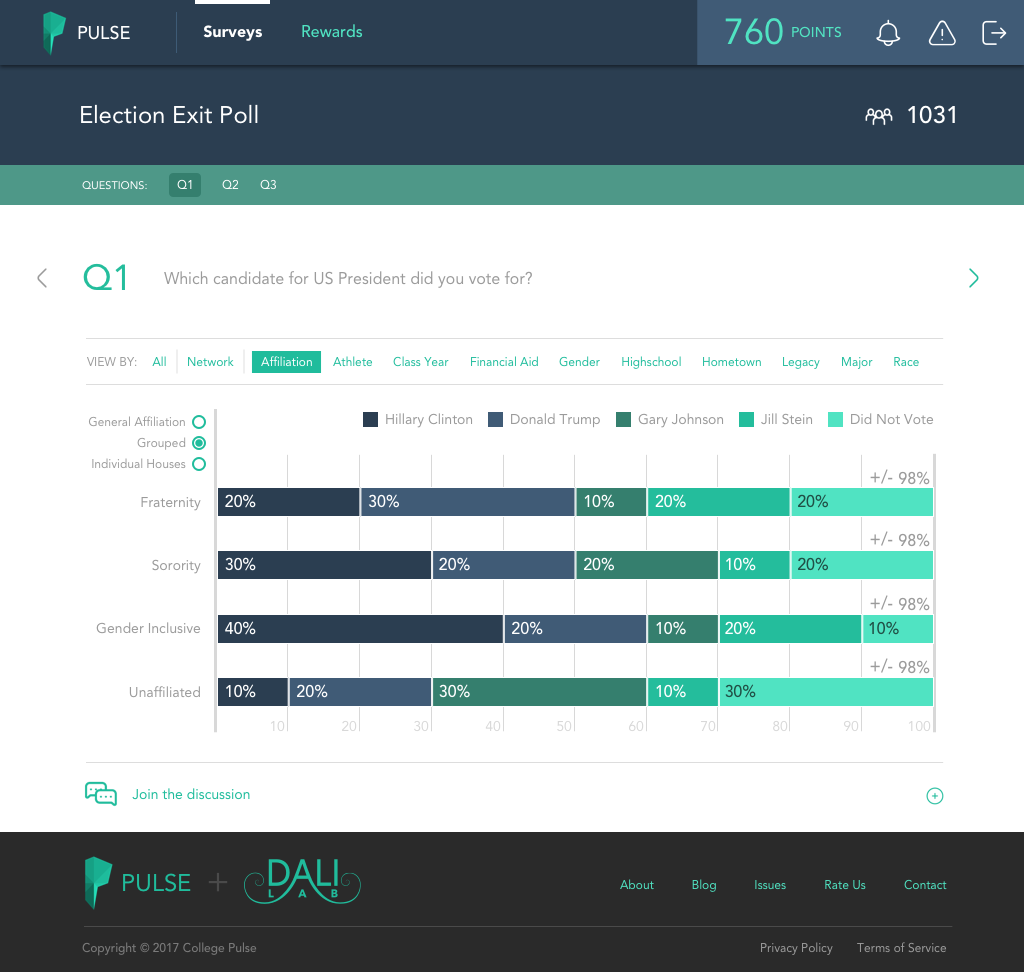 PULSE
Surveys Rewards
760 POINTS
Election Exit Poll
1031
QUESTIONS: Q1 Q2 Q3
Q1 Which candidate for US President did you vote for?
VIEW BY: All Network Affiliation Athlete Class Year Financial Aid Gender Highschool Hometown Legacy Major Race
General Affiliation
Grouped
Individual Houses
Hillary Clinton Donald Trump Gary Johnson Jill Stein Did Not Vote
+/- 98%
Fraternity 20% 30% 10% 20% 20%
+/- 98%
Sorority 30% 20% 20% 10% 20%
+/- 98%
Gender Inclusive 40% 20% 10% 20% 10%
+/- 98%
Unaffiliated 10% 20% 30% 10% 30%
10 20 30 40 50 60 70 80 90 100
Join the discussion
PULSE + DALI
LAB
About Blog Issues Rate Us Contact
Copyright © 2017 College Pulse
Privacy Policy Terms of Service